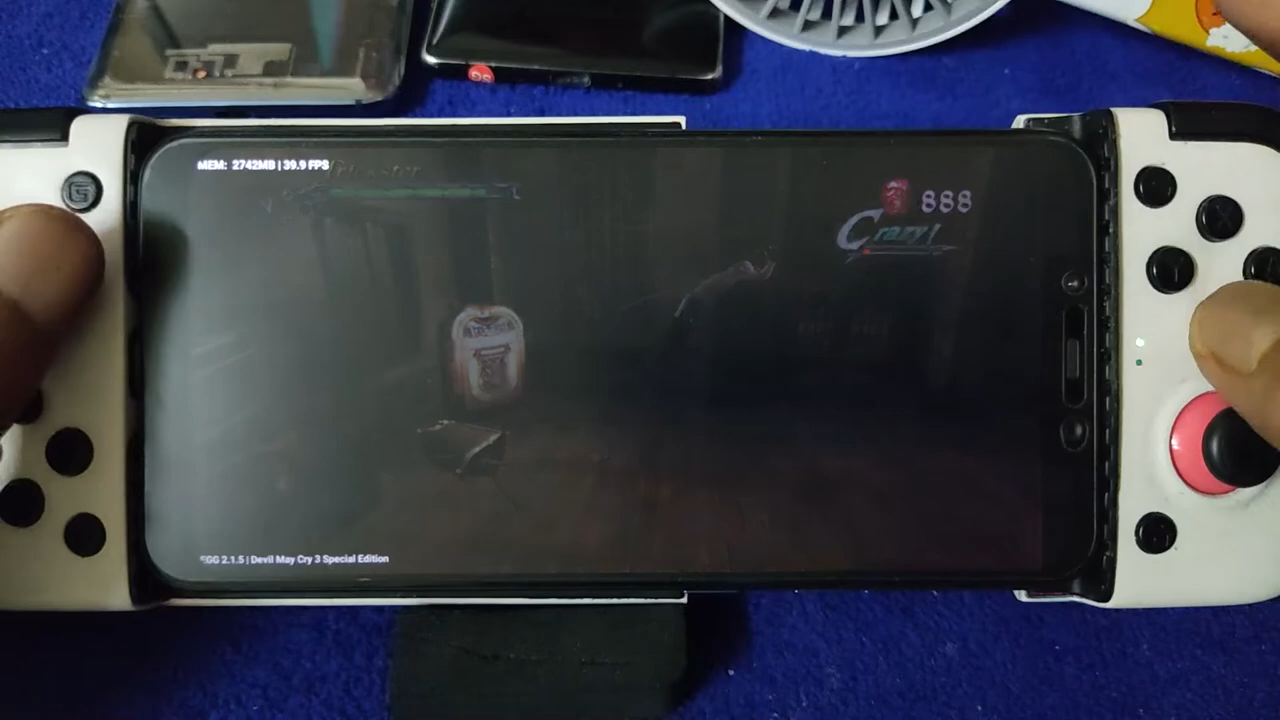 MEM: 2742MB | 39.9 FPS
888
Crazy!
EGG 2.1.5 | Devil May Cry 3 Special Edition